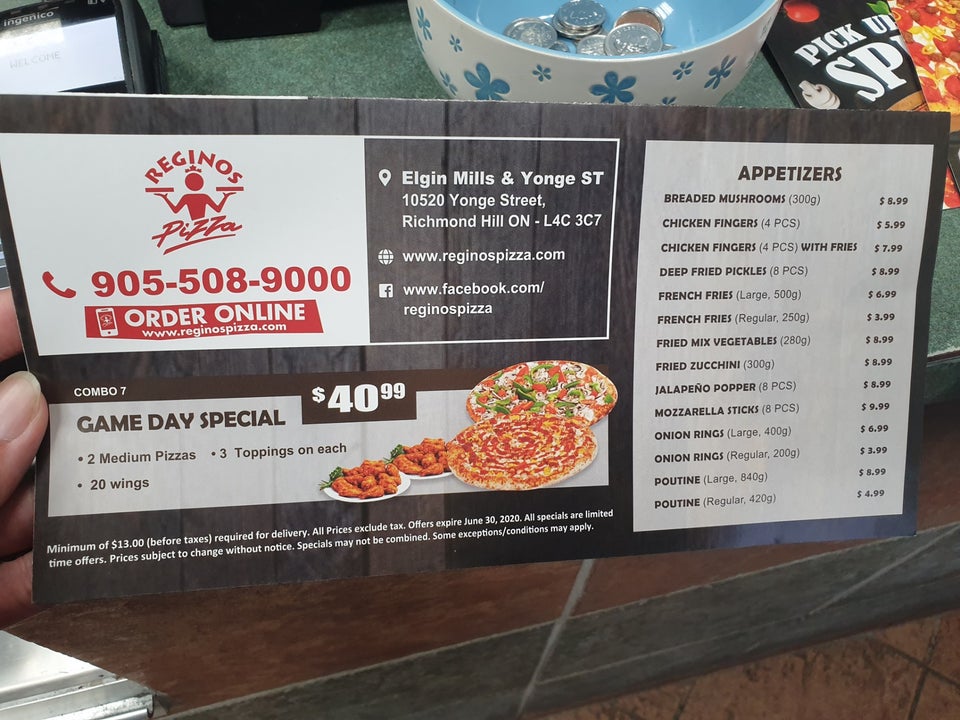 ingenico
WELCOME
PICK U
SP
REGINOS
Pizza
905-508-9000
ORDER ONLINE
www.reginospizza.com
Elgin Mills & Yonge ST
10520 Yonge Street,
Richmond Hill ON - L4C 3C7
www.reginospizza.com
www.facebook.com/
reginospizza
COMBO 7
GAME DAY SPECIAL
$40.99
• 2 Medium Pizzas • 3 Toppings on each
• 20 wings
Minimum of $13.00 (before taxes) required for delivery. All Prices exclude tax. Offers expire June 30, 2020. All specials are limited
time offers. Prices subject to change without notice. Specials may not be combined. Some exceptions/conditions may apply.
APPETIZERS
BREADED MUSHROOMS (300g) $ 8.99
CHICKEN FINGERS (4 PCS) $ 5.99
CHICKEN FINGERS (4 PCS) WITH FRIES $ 7.99
DEEP FRIED PICKLES (8 PCS) $ 8.99
FRENCH FRIES (Large, 500g) $ 6.99
FRENCH FRIES (Regular, 250g) $ 3.99
FRIED MIX VEGETABLES (280g) $ 8.99
FRIED ZUCCHINI (300g) $ 8.99
JALAPEÑO POPPER (8 PCS) $ 8.99
MOZZARELLA STICKS (8 PCS) $ 9.99
ONION RINGS (Large, 400g) $ 6.99
ONION RINGS (Regular, 200g) $ 3.99
POUTINE (Large, 840g) $ 8.99
POUTINE (Regular, 420g) $ 4.99